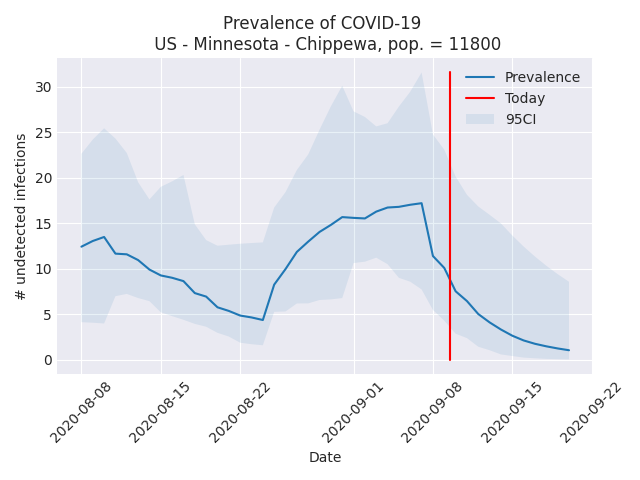 Prevalence of COVID-19
US - Minnesota - Chippewa, pop. = 11800
# undetected infections
30
25
20
15
10
5
0
Prevalence
Today
95CI
2020-08-08
2020-08-15
2020-08-22
2020-09-01
2020-09-08
2020-09-15
2020-09-22
Date